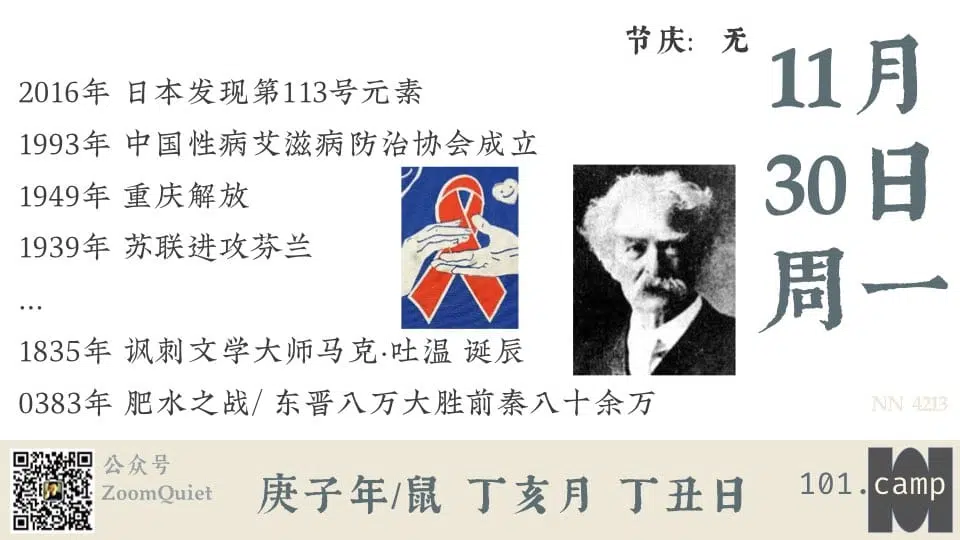 节庆： 无
11月
30日
周一
2016年 日本发现第113号元素
1993年 中国性病艾滋病防治协会成立
1949年 重庆解放
1939年 苏联进攻芬兰
...
1835年 讽刺文学大师马克·吐温 诞辰
0383年 肥水之战/ 东晋八万大胜前秦八十余万
NN 4213
公众号
ZoomQuiet
庚子年/鼠 丁亥月 丁丑日
101.camp